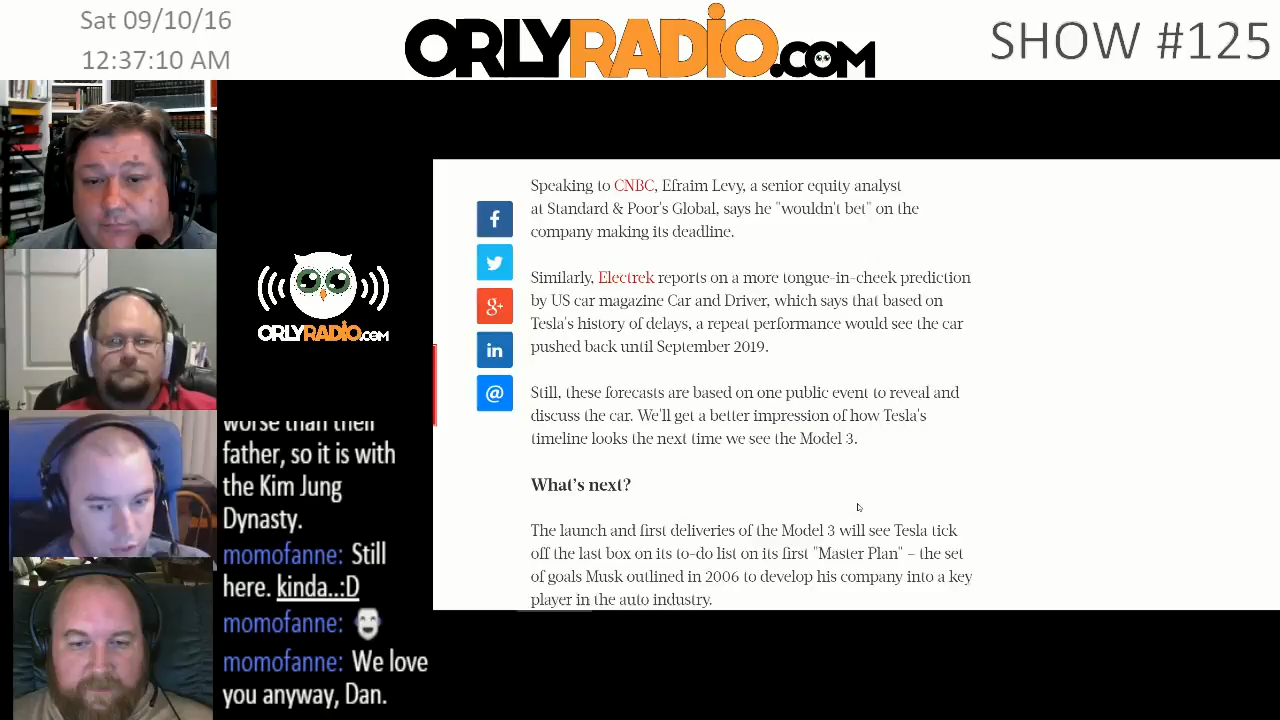 Sat 09/10/16
12:37:10 AM
ORLYRADIO.COM
SHOW #125
ORLYRADIO.COM
worse than their
father, so it is with
the Kim Jung
Dynasty.
momofanne: Still
here. kinda..:D
momofanne:
momofanne: We love
you anyway, Dan.
f
g+
in
@
Speaking to CNBC, Efraim Levy, a senior equity analyst
at Standard & Poor's Global, says he "wouldn't bet" on the
company making its deadline.
Similarly, Electrek reports on a more tongue-in-cheek prediction
by US car magazine Car and Driver, which says that based on
Tesla's history of delays, a repeat performance would see the car
pushed back until September 2019.
Still, these forecasts are based on one public event to reveal and
discuss the car. We'll get a better impression of how Tesla's
timeline looks the next time we see the Model 3.
What's next?
The launch and first deliveries of the Model 3 will see Tesla tick
off the last box on its to-do list on its first "Master Plan" – the set
of goals Musk outlined in 2006 to develop his company into a key
player in the auto industry.